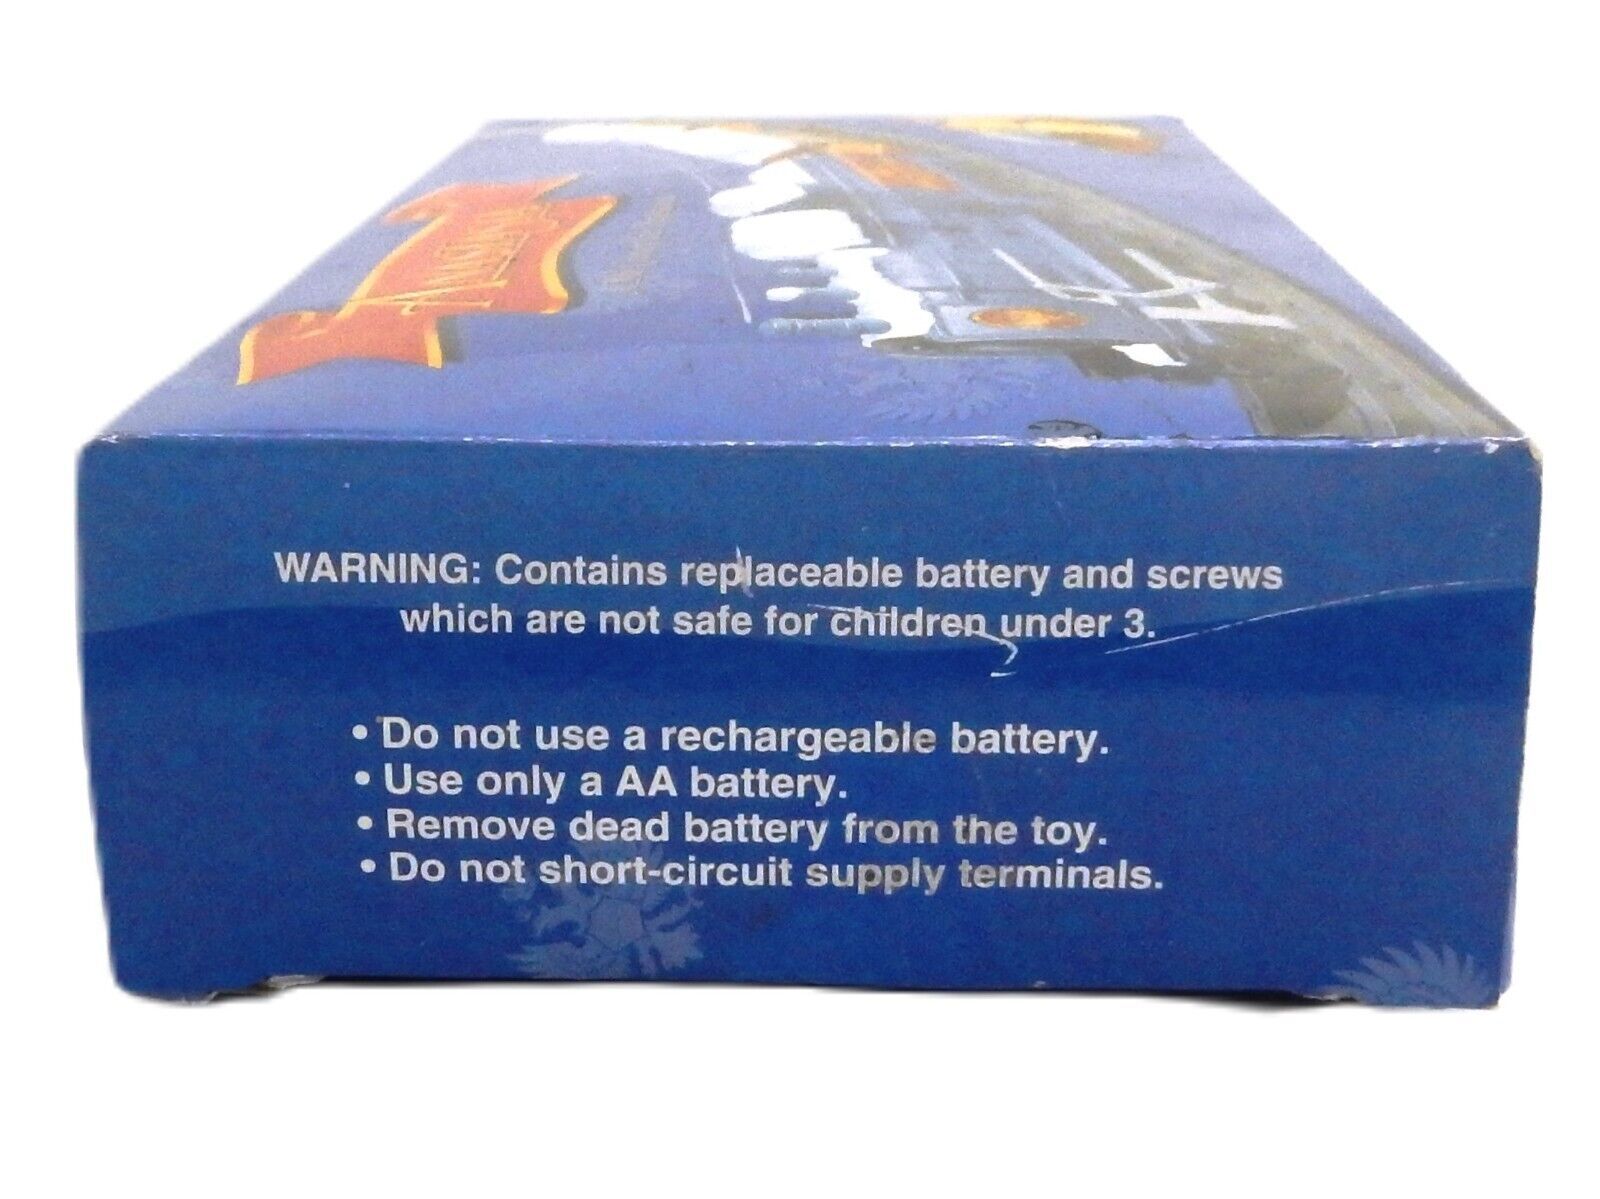 WARNING: Contains replaceable battery and screws
which are not safe for children under 3.
• Do not use a rechargeable battery.
• Use only a AA battery.
• Remove dead battery from the toy.
• Do not short-circuit supply terminals.